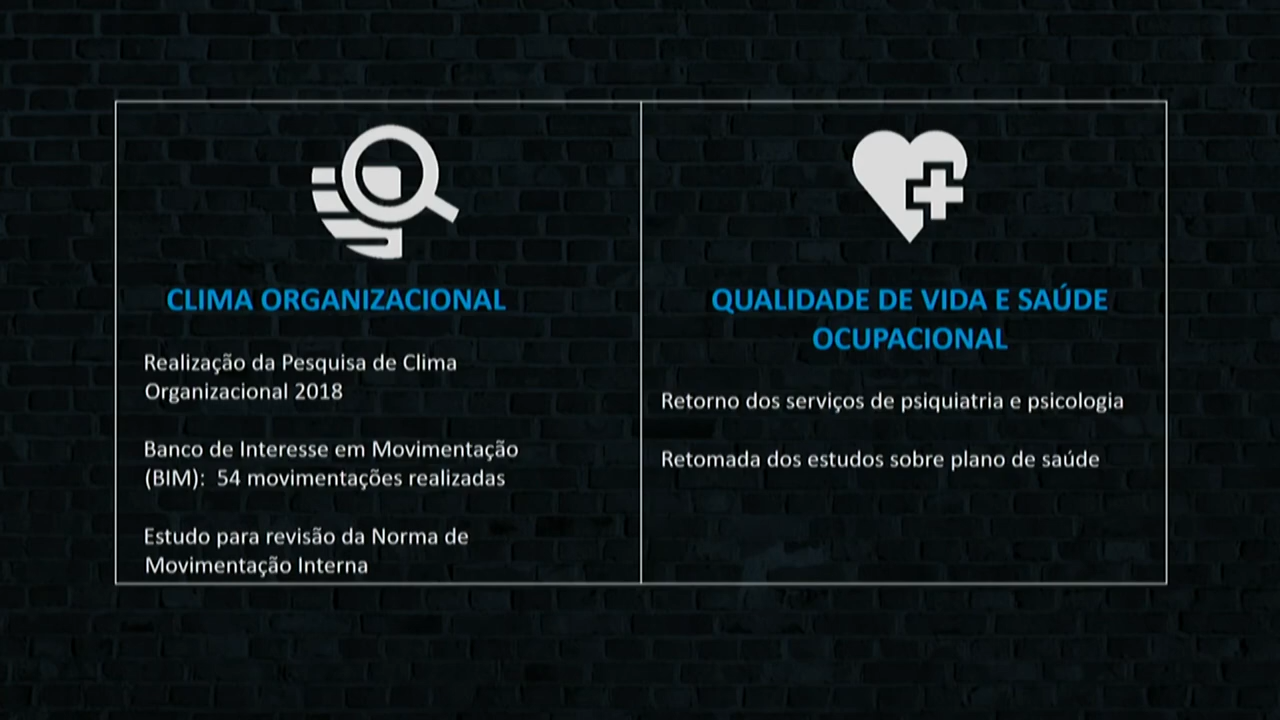 CLIMA ORGANIZACIONAL
Realização da Pesquisa de Clima
Organizacional 2018
Banco de Interesse em Movimentação
(BIM): 54 movimentações realizadas
Estudo para revisão da Norma de
Movimentação Interna
QUALIDADE DE VIDA E SAÚDE
OCUPACIONAL
Retorno dos serviços de psiquiatria e psicologia
Retomada dos estudos sobre plano de saúde